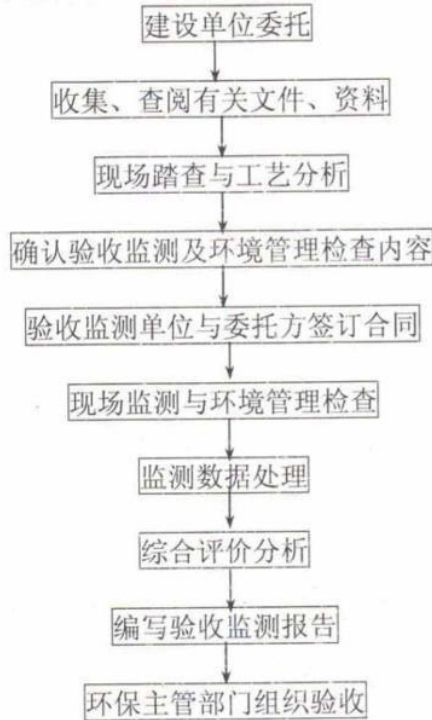 建设单位委托
收集、查阅有关文件、资料
现场踏查与工艺分析
确认验收监测及环境管理检查内容
验收监测单位与委托方签订合同
现场监测与环境管理检查
监测数据处理
综合评价分析
编写验收监测报告
环保主管部门组织验收